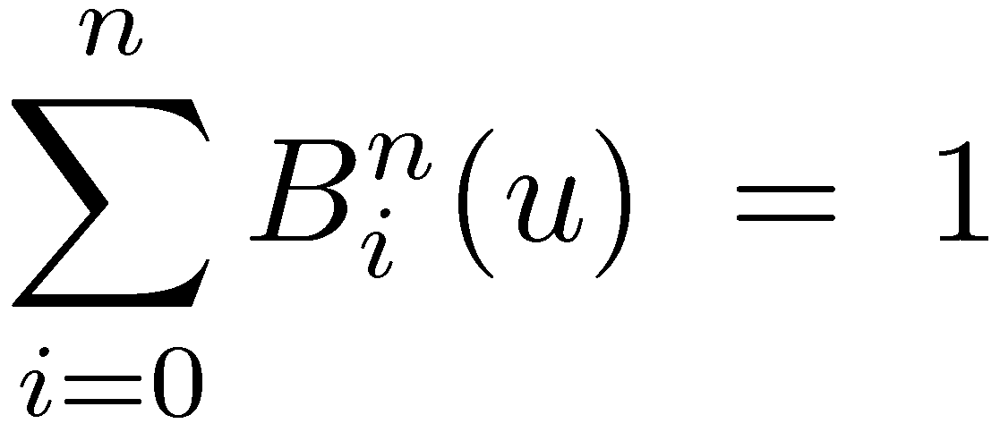 \sum_{i=0}^{n} B_i^n(u) = 1